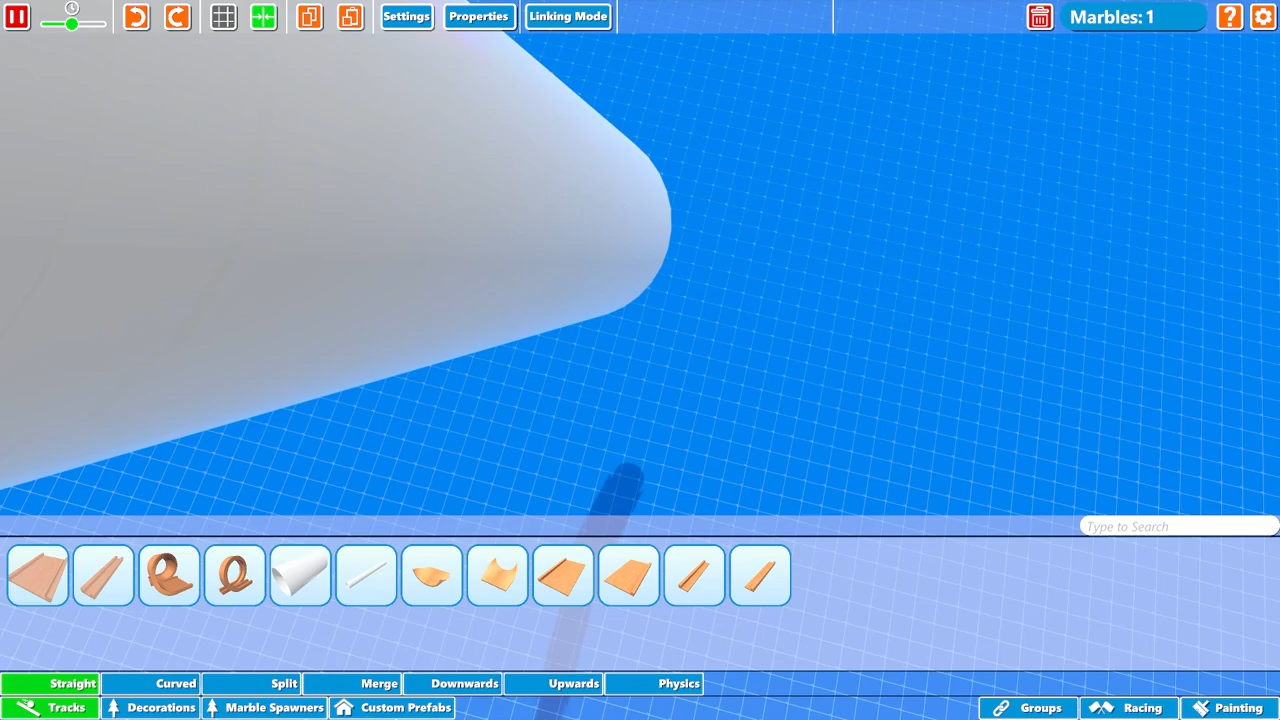 Settings
Properties
Linking Mode
Marbles: 1
?
Type to Search
Straight
Curved
Split
Merge
Downwards
Upwards
Physics
Tracks
Decorations
Marble Spawners
Custom Prefabs
Groups
Racing
Painting